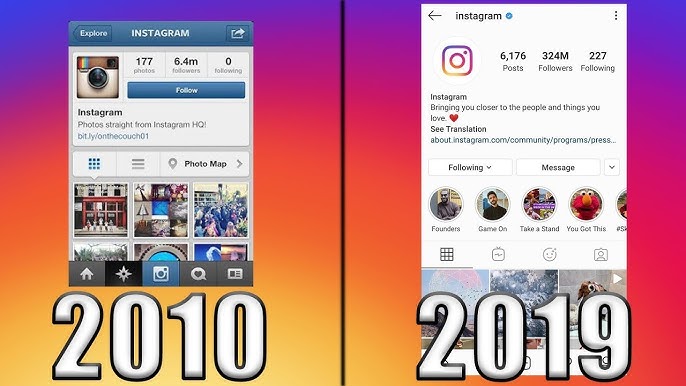 Explore INSTAGRAM
177 6.4m 0
photos followers following
Follow
Instagram
Photos straight from Instagram HQ!
bit.ly/onthecouch01
Photo Map
2010
instagram
6,176 324M 227
Posts Followers Following
Instagram
Bringing you closer to the people and things you
love. ❤️
See Translation
about.instagram.com/community/programs/press...
Following Message
Founders Game On Take a Stand You Got This #Sk
2019